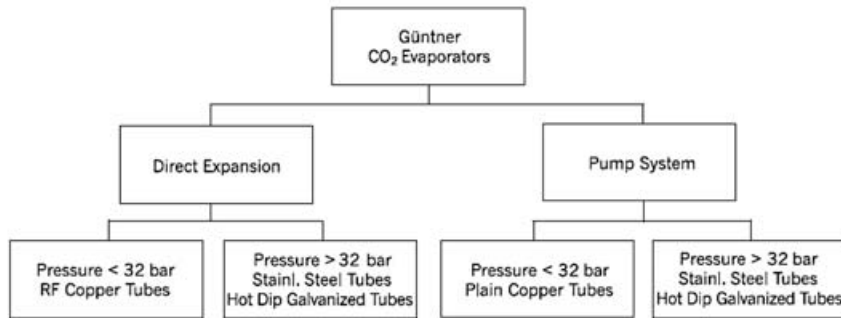 Güntner
CO₂ Evaporators
Direct Expansion
Pump System
Pressure < 32 bar
RF Copper Tubes
Pressure > 32 bar
Stainl. Steel Tubes
Hot Dip Galvanized Tubes
Pressure < 32 bar
Plain Copper Tubes
Pressure > 32 bar
Stainl. Steel Tubes
Hot Dip Galvanized Tubes